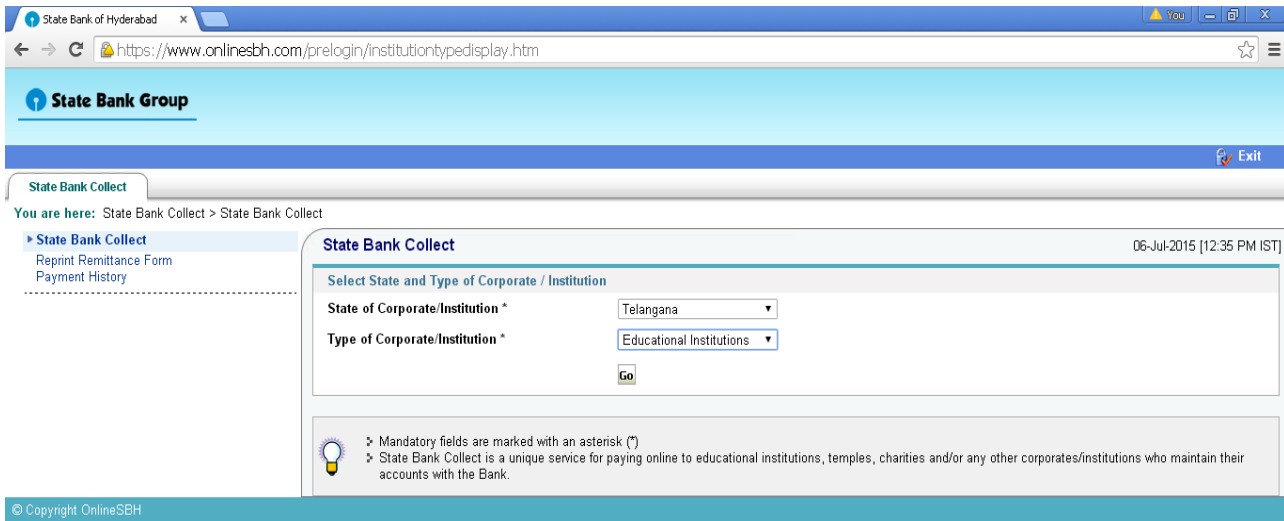 State Bank of Hyderabad
You
https://www.onlinesbh.com/prelogin/institutiontypedisplay.htm
State Bank Group
Exit
State Bank Collect
You are here: State Bank Collect > State Bank Collect
State Bank Collect
Reprint Remittance Form
Payment History
State Bank Collect 06-Jul-2015 [12:35 PM IST]
Select State and Type of Corporate / Institution
State of Corporate/Institution * Telangana
Type of Corporate/Institution * Educational Institutions
Go
Mandatory fields are marked with an asterisk (*)
State Bank Collect is a unique service for paying online to educational institutions, temples, charities and/or any other corporates/institutions who maintain their
accounts with the Bank.
© Copyright OnlineSBH